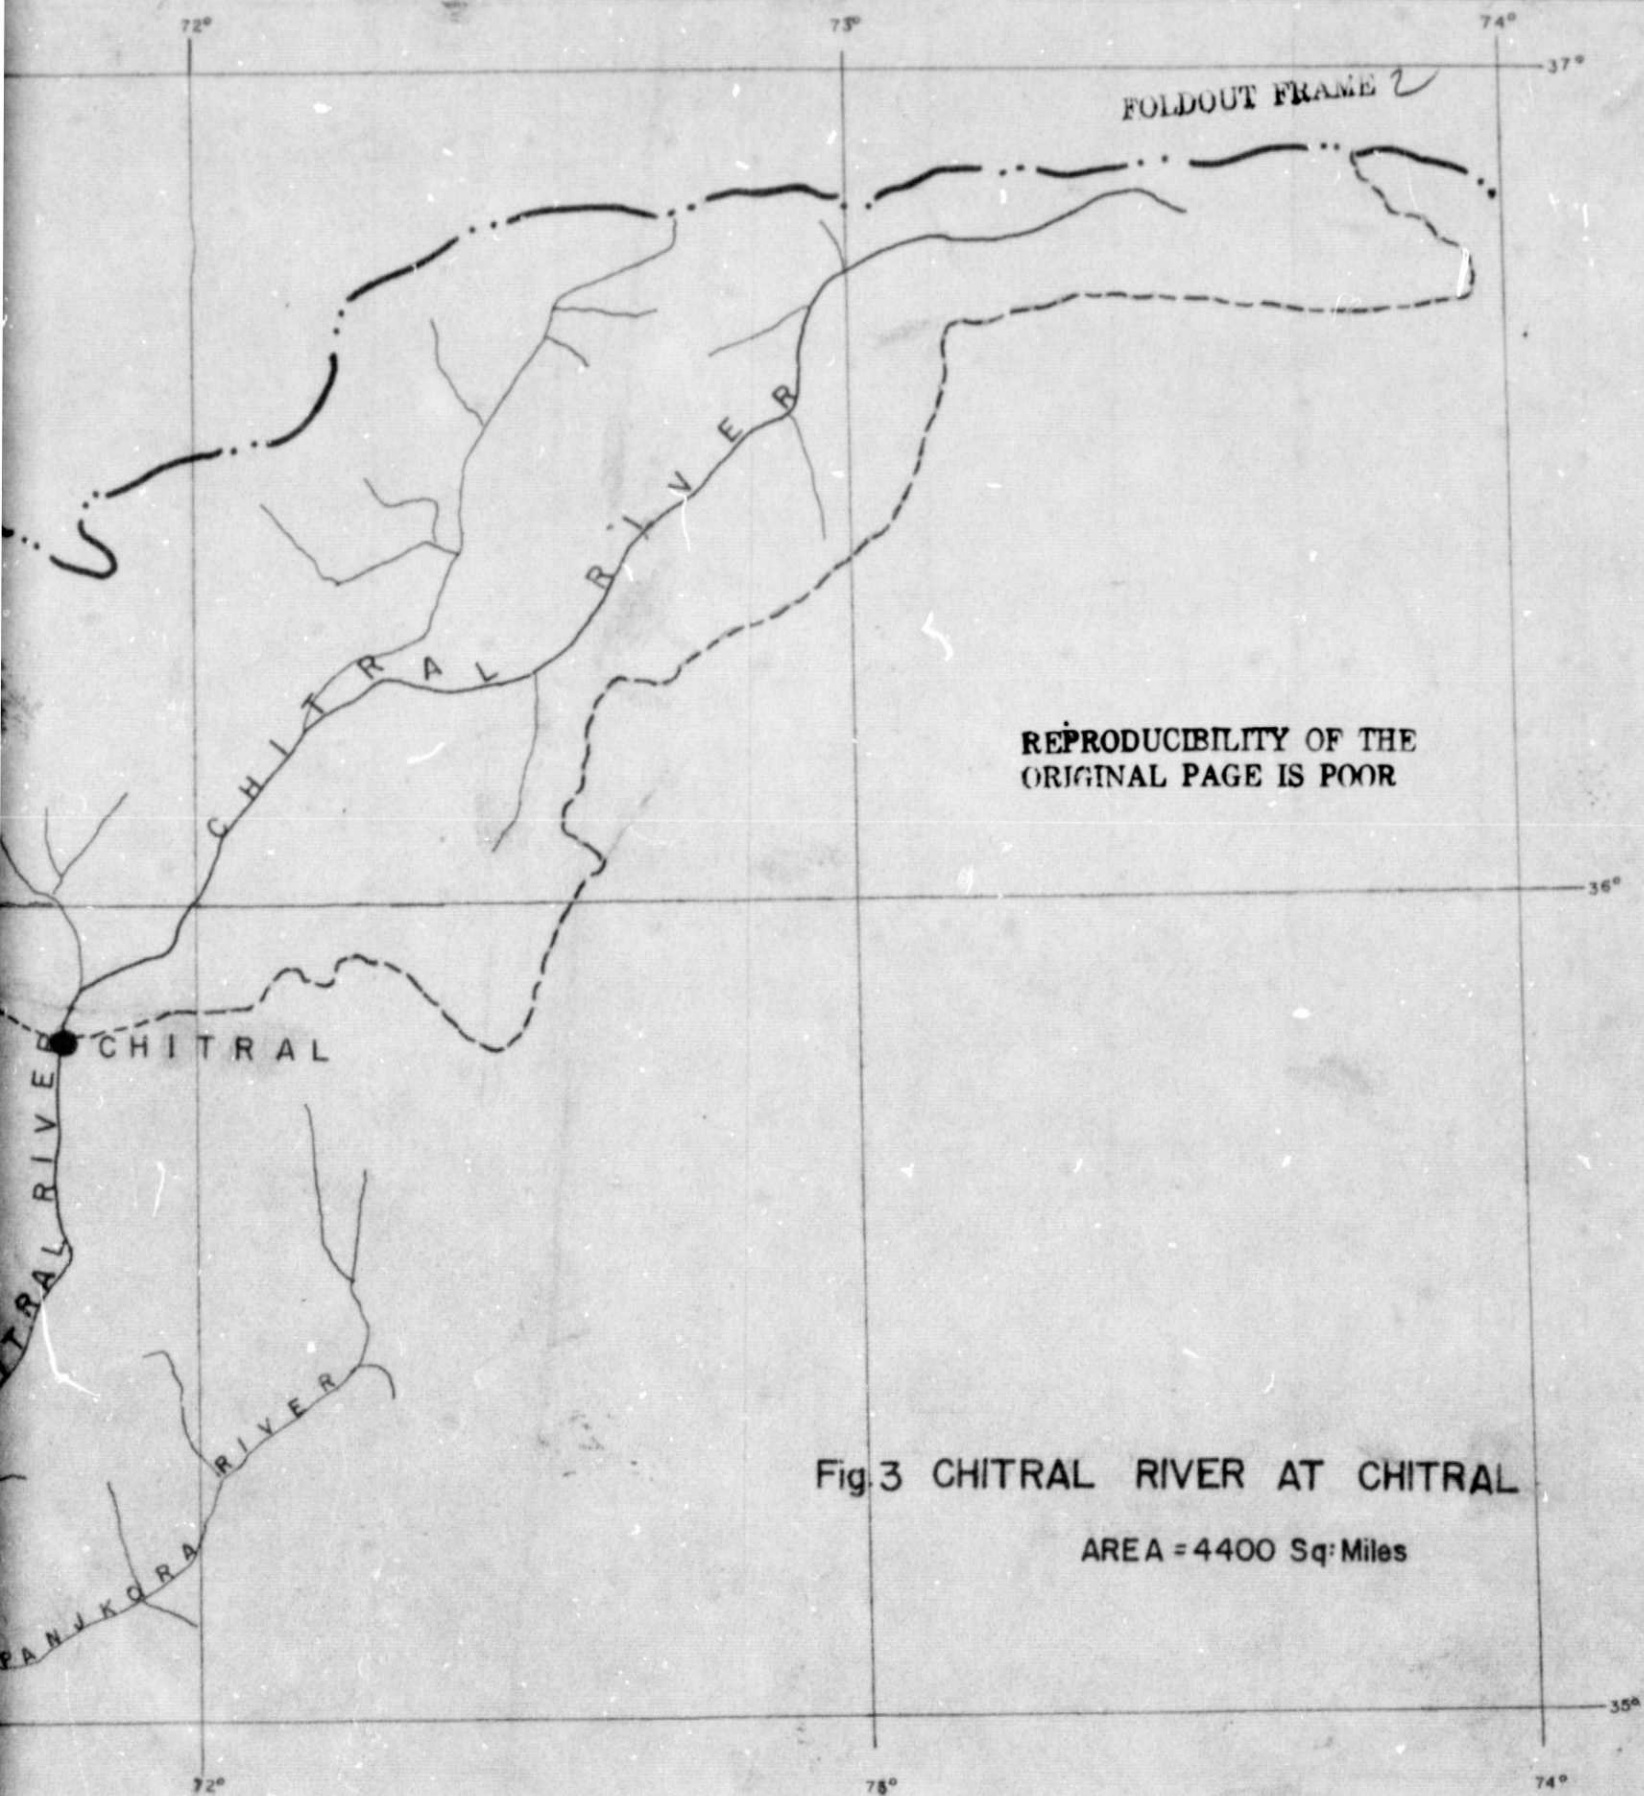 72°
73°
74°
37°
FOLDOUT FRAME 2
CHITRAL RIVER
REPRODUCIBILITY OF THE
ORIGINAL PAGE IS POOR
36°
CHITRAL
TRAL RIVER
PANJKORA RIVER
Fig.3 CHITRAL RIVER AT CHITRAL
AREA = 4400 Sq: Miles
35°
72°
73°
74°